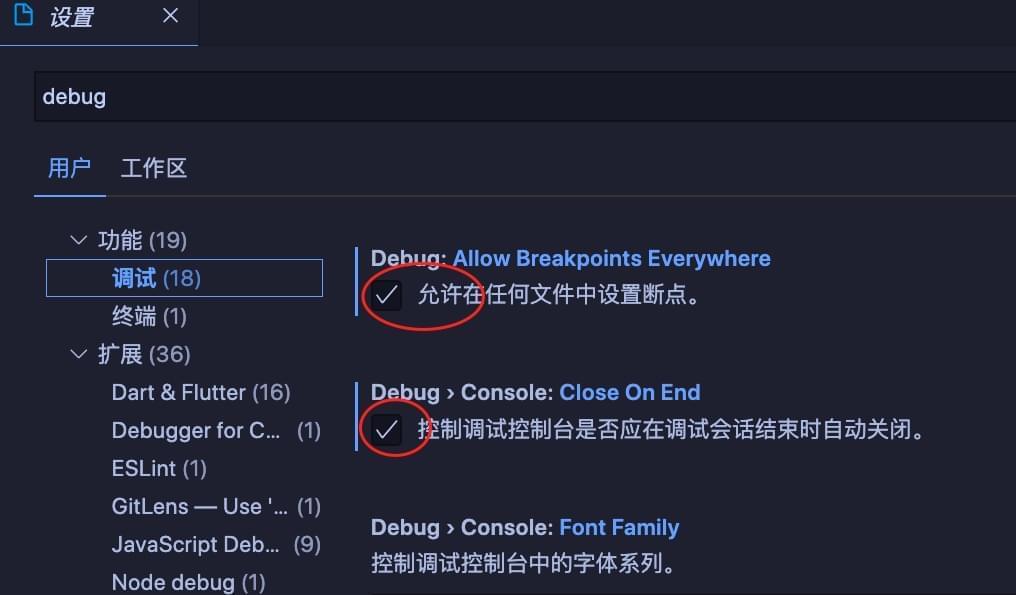 设置
debug
用户 工作区
功能 (19)
调试 (18)
终端 (1)
扩展 (36)
Dart & Flutter (16)
Debugger for C... (1)
ESLint (1)
GitLens — Use '... (1)
JavaScript Deb... (9)
Node debug (1)
Debug: Allow Breakpoints Everywhere
允许在任何文件中设置断点。
Debug › Console: Close On End
控制调试控制台是否应在调试会话结束时自动关闭。
Debug › Console: Font Family
控制调试控制台中的字体系列。